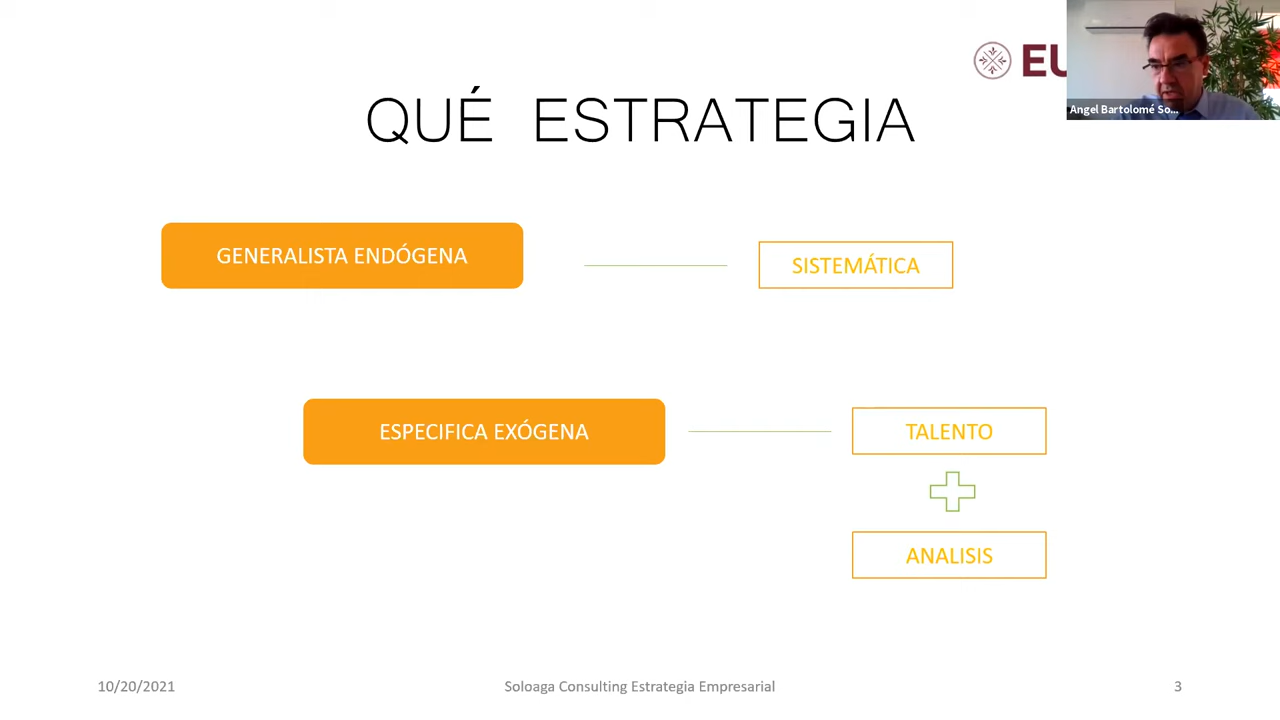 EU
Angel Bartolomé So...
QUÉ ESTRATEGIA
GENERALISTA ENDÓGENA
SISTEMÁTICA
ESPECIFICA EXÓGENA
TALENTO
ANALISIS
10/20/2021
Soloaga Consulting Estrategia Empresarial
3